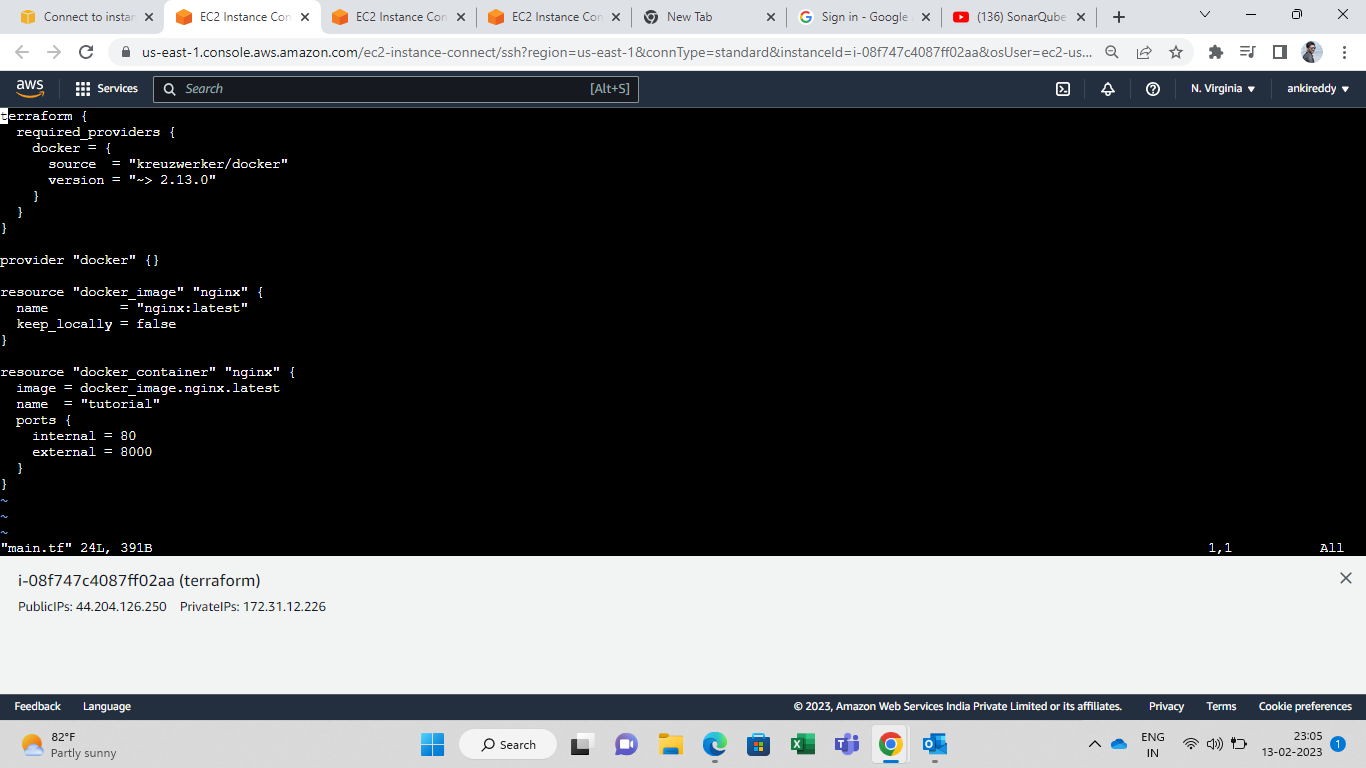 Connect to instan
EC2 Instance Con
EC2 Instance Con
EC2 Instance Con
New Tab
Sign in - Google
(136) SonarQube
us-east-1.console.aws.amazon.com/ec2-instance-connect/ssh?region=us-east-1&connType=standard&instanceId=i-08f747c4087ff02aa&osUser=ec2-us...
aws
Services
Search
[Alt+S]
N. Virginia
ankireddy
terraform {
  required_providers {
    docker = {
      source  = "kreuzwerker/docker"
      version = "~> 2.13.0"
    }
  }
}
provider "docker" {}
resource "docker_image" "nginx" {
  name         = "nginx:latest"
  keep_locally = false
}
resource "docker_container" "nginx" {
  image = docker_image.nginx.latest
  name  = "tutorial"
  ports {
    internal = 80
    external = 8000
  }
}
~
~
~
"main.tf" 24L, 391B 1,1 All
i-08f747c4087ff02aa (terraform)
PublicIPs: 44.204.126.250 PrivateIPs: 172.31.12.226
Feedback Language © 2023, Amazon Web Services India Private Limited or its affiliates. Privacy Terms Cookie preferences
82°F
Partly sunny
Search
ENG
IN
23:05
13-02-2023
1